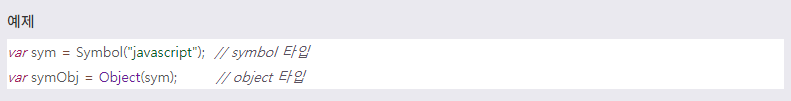 예제
var sym = Symbol("javascript");  // symbol 타입
var symObj = Object(sym);        // object 타입